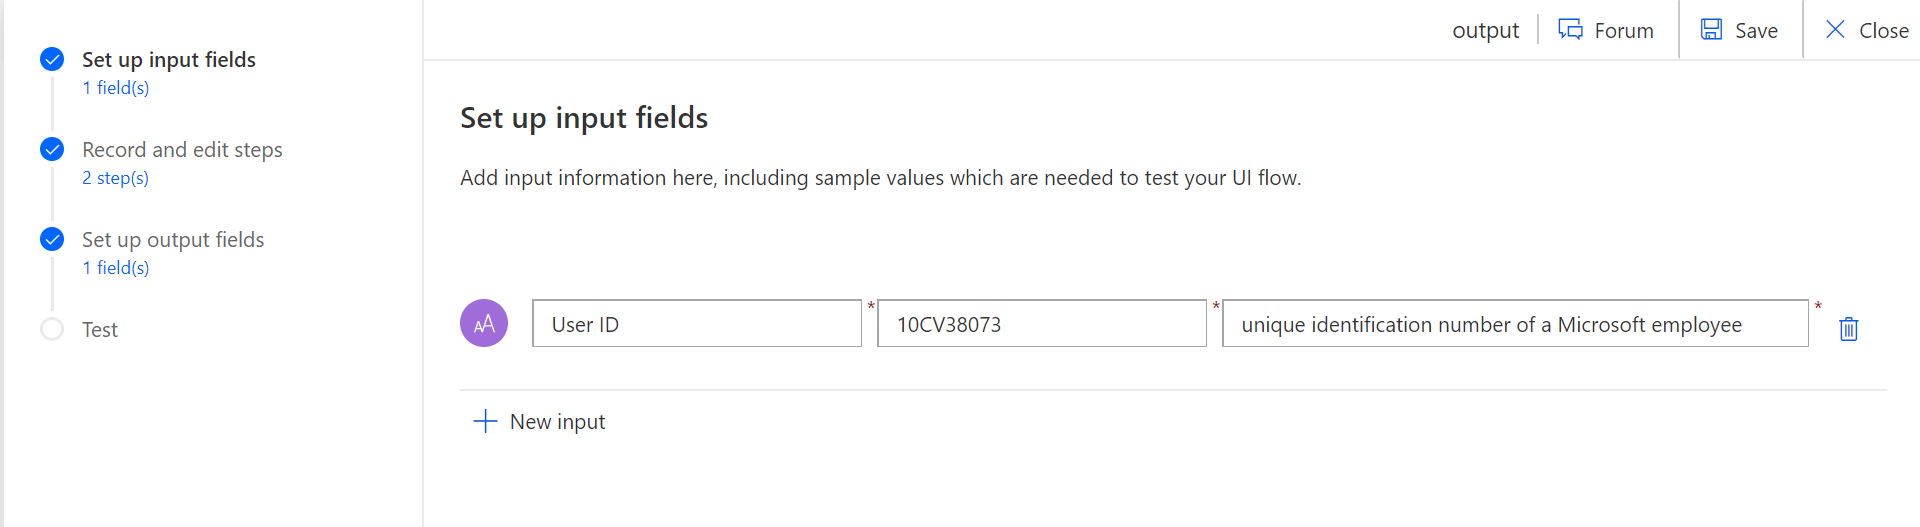 output
Forum
Save
Close
Set up input fields
1 field(s)
Record and edit steps
2 step(s)
Set up output fields
1 field(s)
Test
Set up input fields
Add input information here, including sample values which are needed to test your UI flow.
AA
User ID * 10CV38073 * unique identification number of a Microsoft employee *
New input